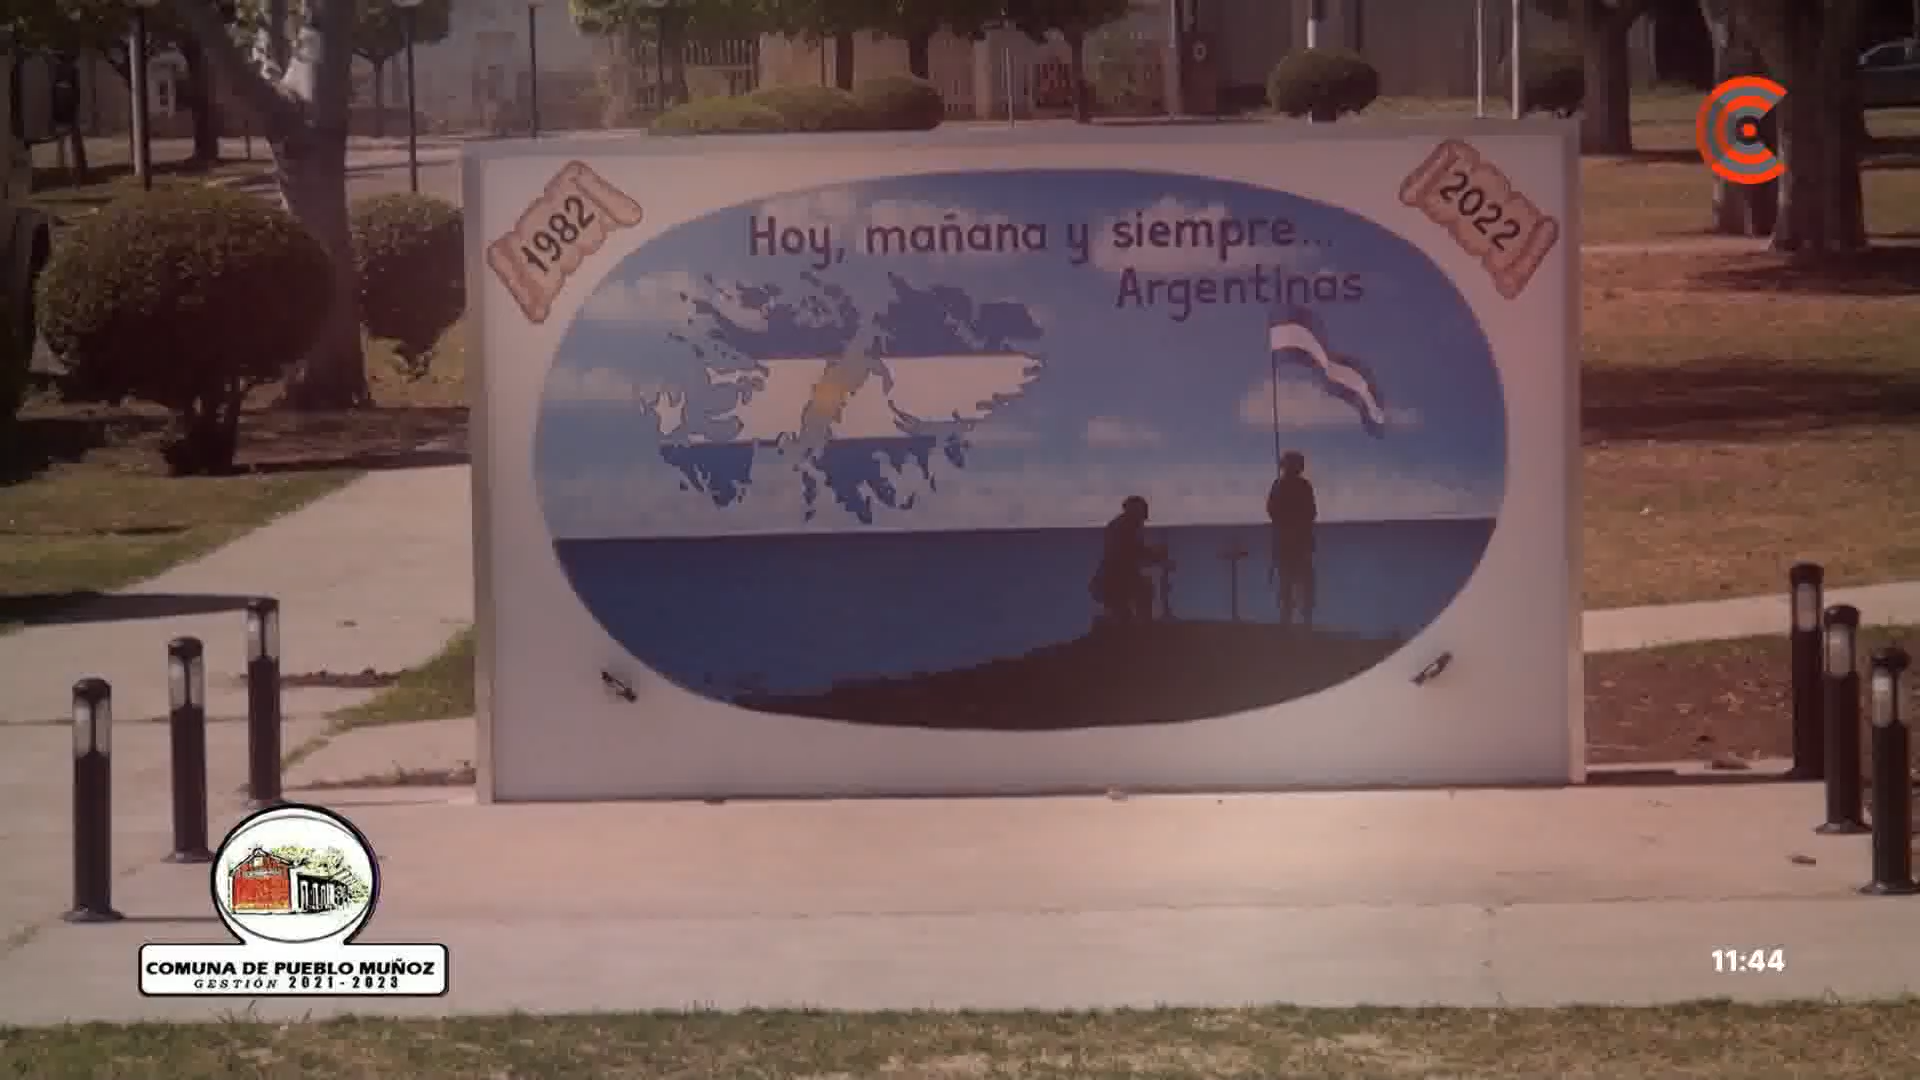 1982
2022
Hoy, mañana y siempre...
Argentinas
COMUNA DE PUEBLO MUÑOZ
GESTIÓN 2021-2023
11:44